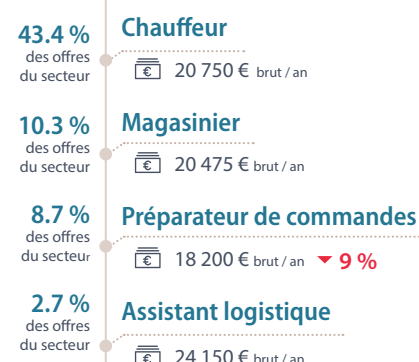 43.4 %
des offres
du secteur
Chauffeur
€ 20 750 € brut / an
10.3 %
des offres
du secteur
Magasinier
€ 20 475 € brut / an
8.7 %
des offres
du secteur
Préparateur de commandes
€ 18 200 € brut / an 9 %
2.7 %
des offres
du secteur
Assistant logistique
€ 24 150 € brut / an